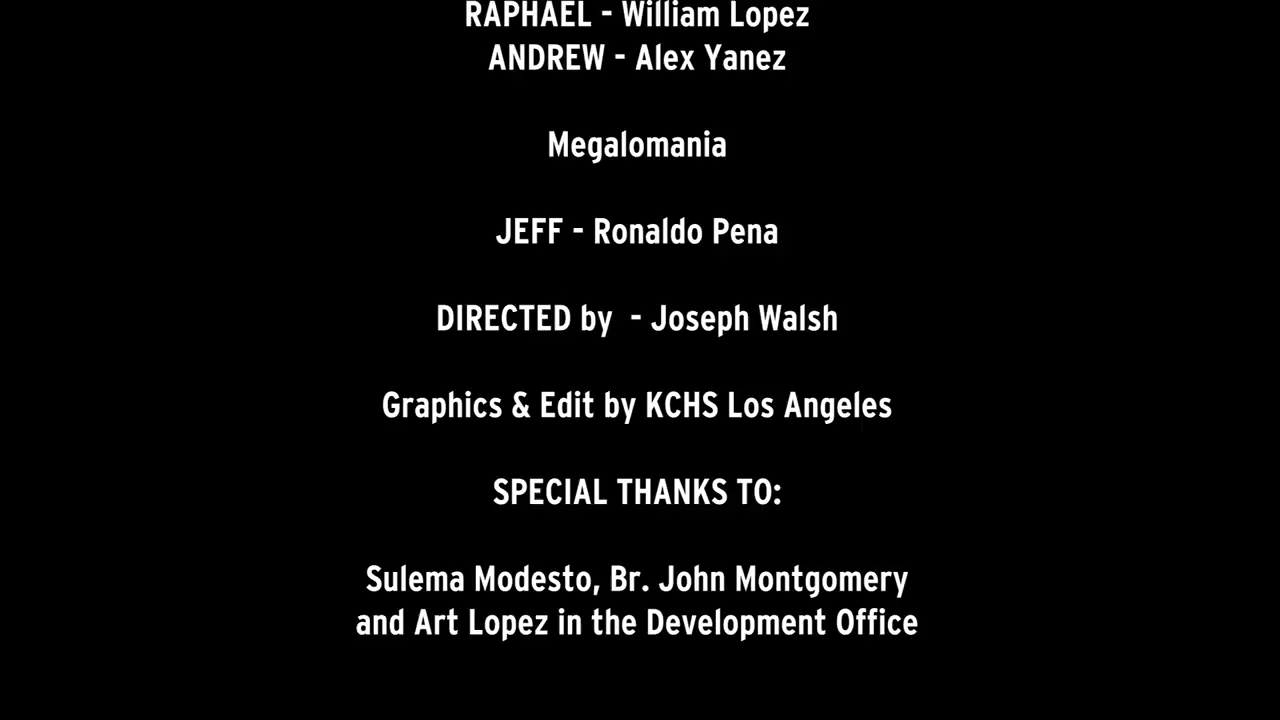 RAPHAEL - William Lopez
ANDREW - Alex Yanez
Megalomania
JEFF - Ronaldo Pena
DIRECTED by  - Joseph Walsh
Graphics & Edit by KCHS Los Angeles
SPECIAL THANKS TO:
Sulema Modesto, Br. John Montgomery
and Art Lopez in the Development Office